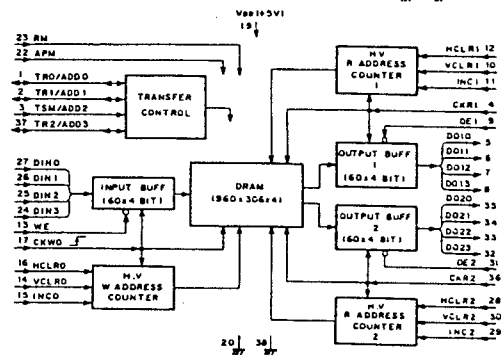 VDD(+5V)
19
23 RM
22 APM
1 TR0/ADD0
2 TR1/ADD1
3 TSM/ADD2
37 TR2/ADD3
TRANSFER
CONTROL
27 DIN0
26 DIN1
25 DIN2
24 DIN3
13 WE
17 CKW0
INPUT BUFF
(60x4 BIT)
16 HCLR0
14 VCLR0
15 INC0
H.V
W ADDRESS
COUNTER
DRAM
(960x306x4)
H.V
R ADDRESS
COUNTER
1
HCLR1 12
VCLR1 10
INC1 11
CKR1 4
OE1 9
OUTPUT BUFF
1
(60x4 BIT)
DO10 5
DO11 6
DO12 7
DO13 8
OUTPUT BUFF
2
(60x4 BIT)
DO20 35
DO21 34
DO22 33
DO23 32
OE2 31
CKR2 36
H.V
R ADDRESS
COUNTER
2
HCLR2 28
VCLR2 30
INC2 29
20
38